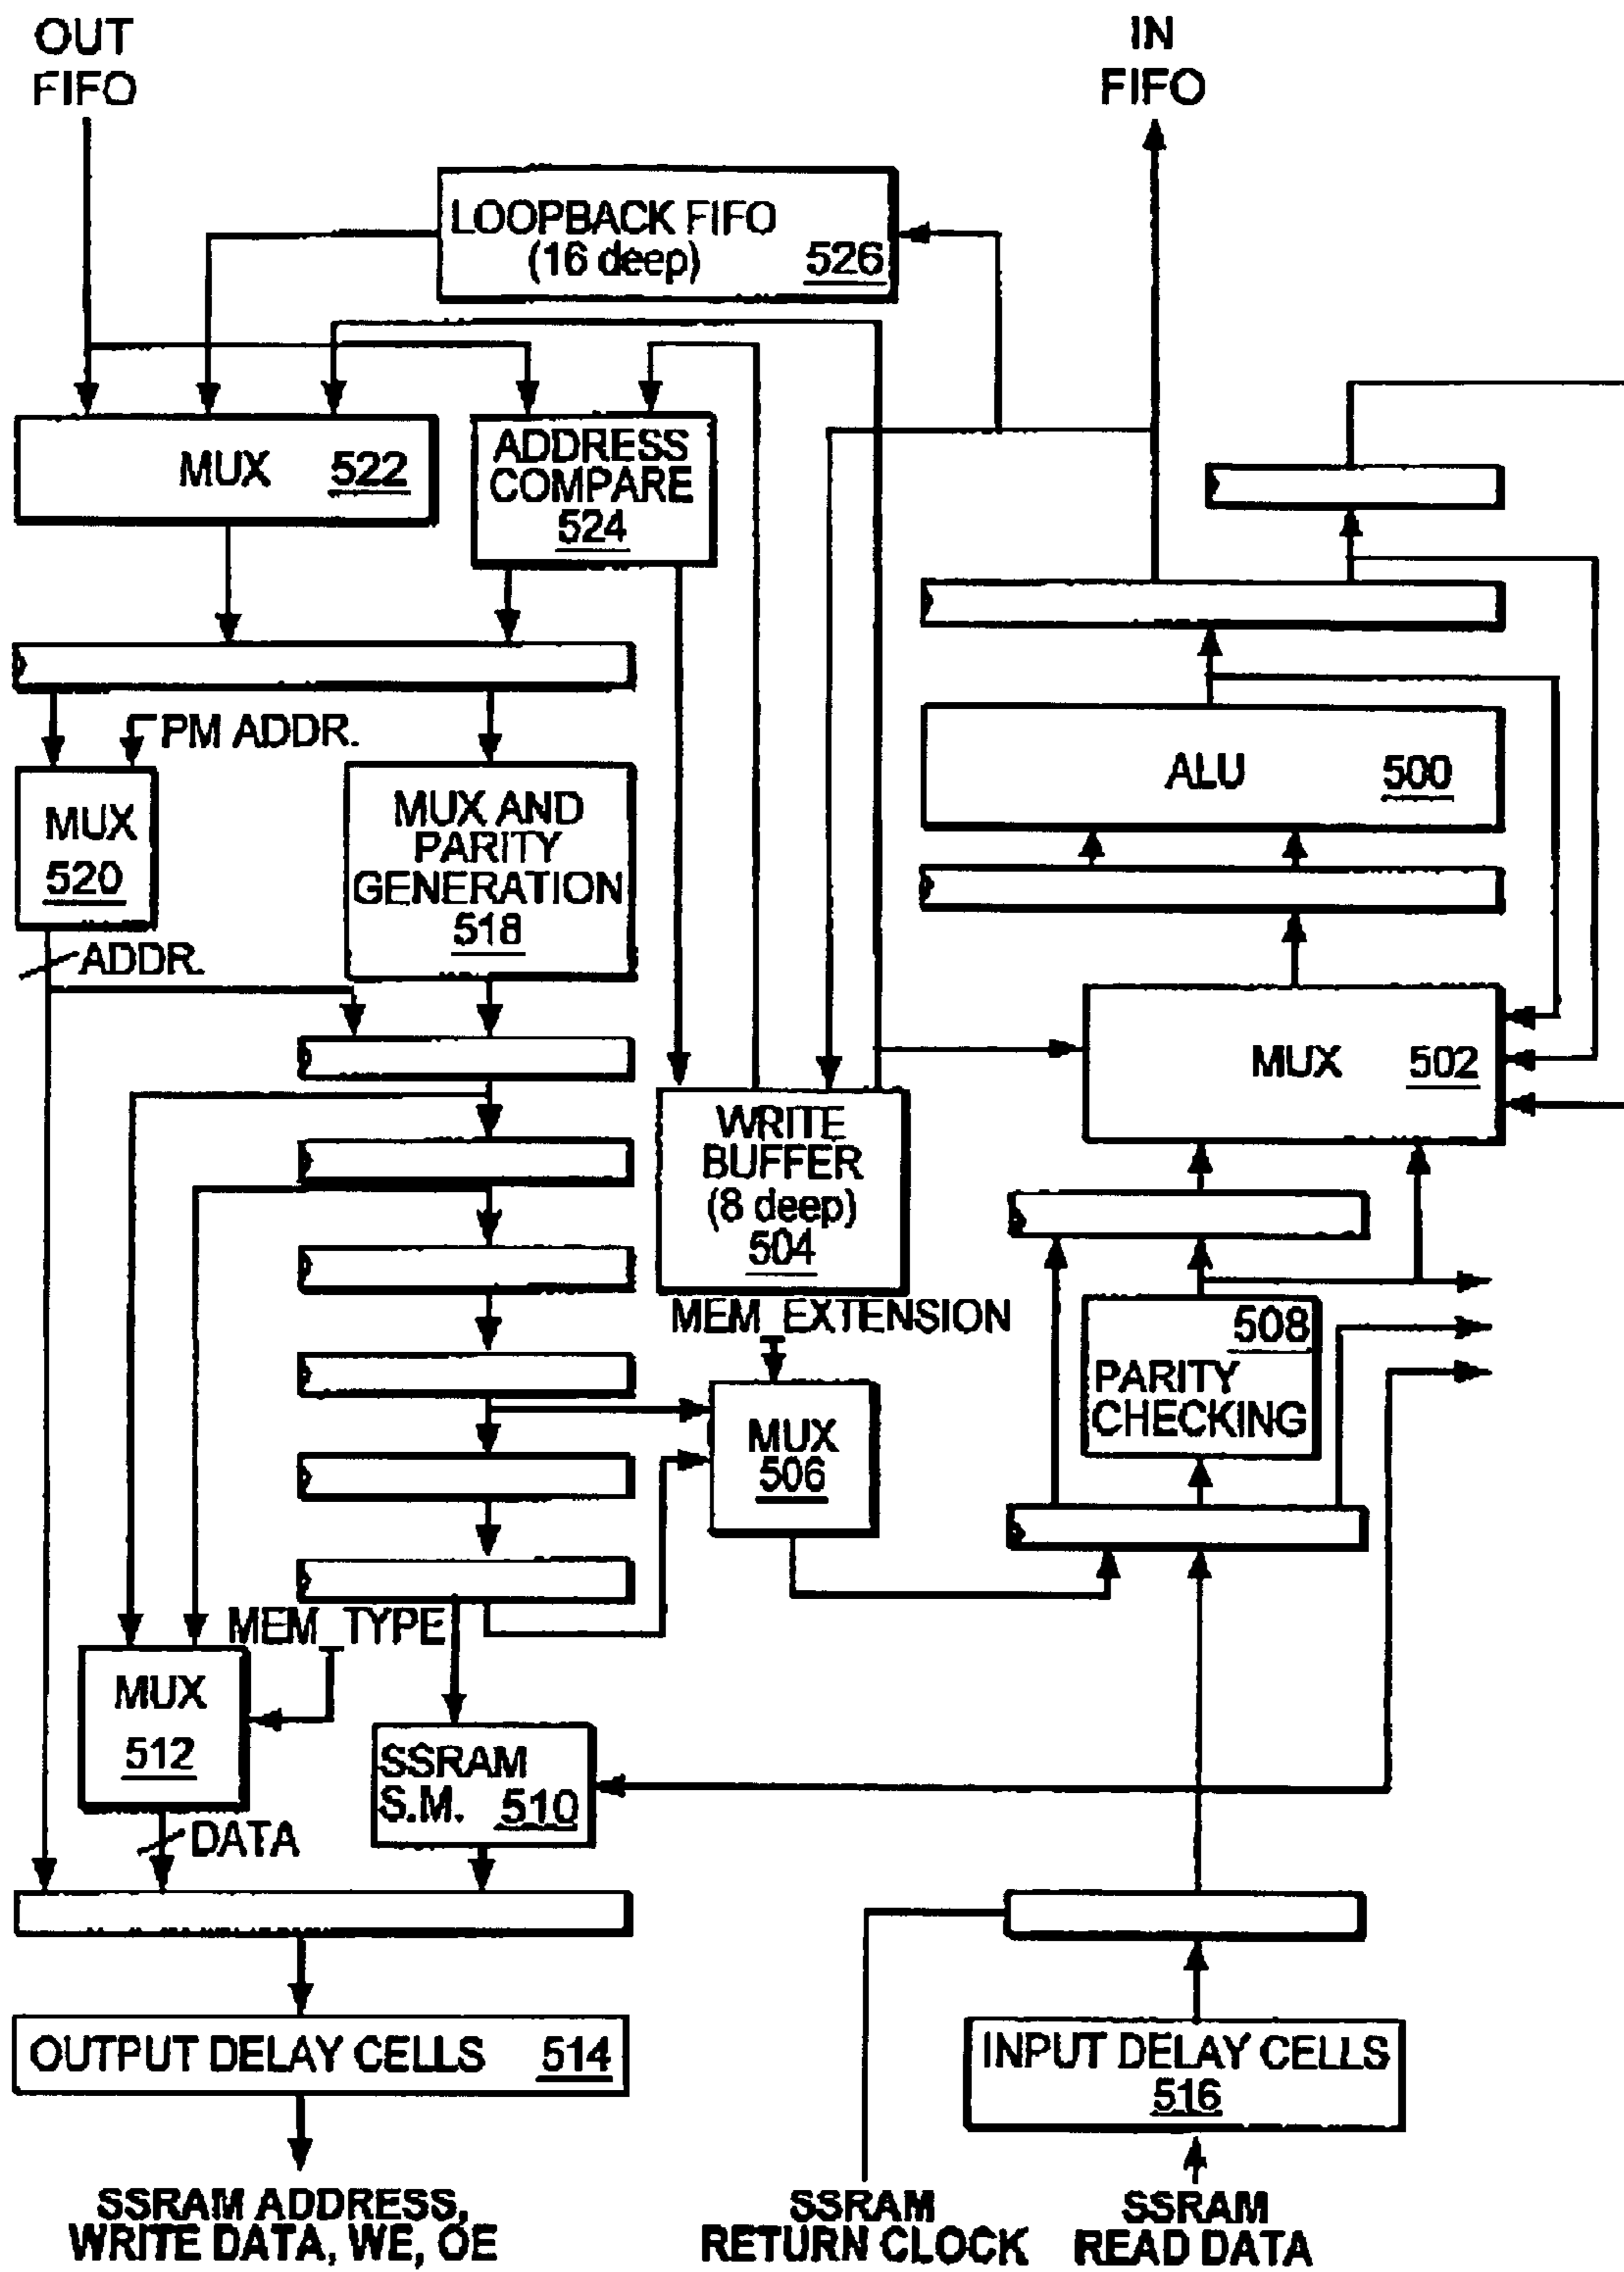 OUT
FIFO
IN
FIFO
LOOPBACK FIFO
(16 deep)
526
MUX 522
ADDRESS
COMPARE
524
PM ADDR.
MUX
520
MUX AND
PARITY
GENERATION
518
ALU 500
ADDR.
MUX 502
WRITE
BUFFER
(8 deep)
504
MEM_EXTENSION
508
PARITY
CHECKING
MUX
506
MEM_TYPE
MUX
512
SSRAM
S.M. 510
DATA
OUTPUT DELAY CELLS 514
INPUT DELAY CELLS
516
SSRAM ADDRESS,
WRITE DATA, WE, OE
SSRAM
RETURN CLOCK
SSRAM
READ DATA